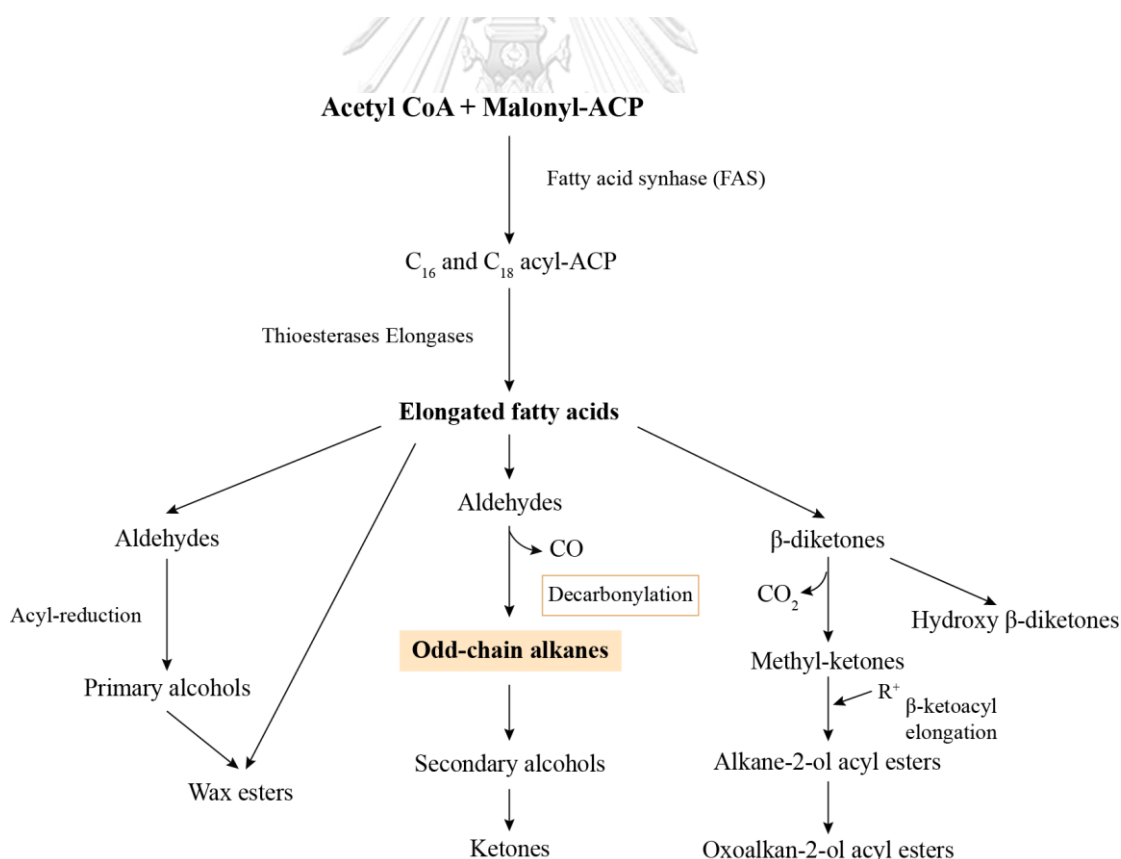 Acetyl CoA + Malonyl-ACP
Fatty acid synhase (FAS)
C₁₆ and C₁₈ acyl-ACP
Thioesterases Elongases
Elongated fatty acids
Aldehydes
CO
Decarbonylation
Odd-chain alkanes
Secondary alcohols
Ketones
Aldehydes
Acyl-reduction
Primary alcohols
Wax esters
β-diketones
CO₂
Hydroxy β-diketones
Methyl-ketones
R⁺
β-ketoacyl
elongation
Alkane-2-ol acyl esters
Oxoalkan-2-ol acyl esters